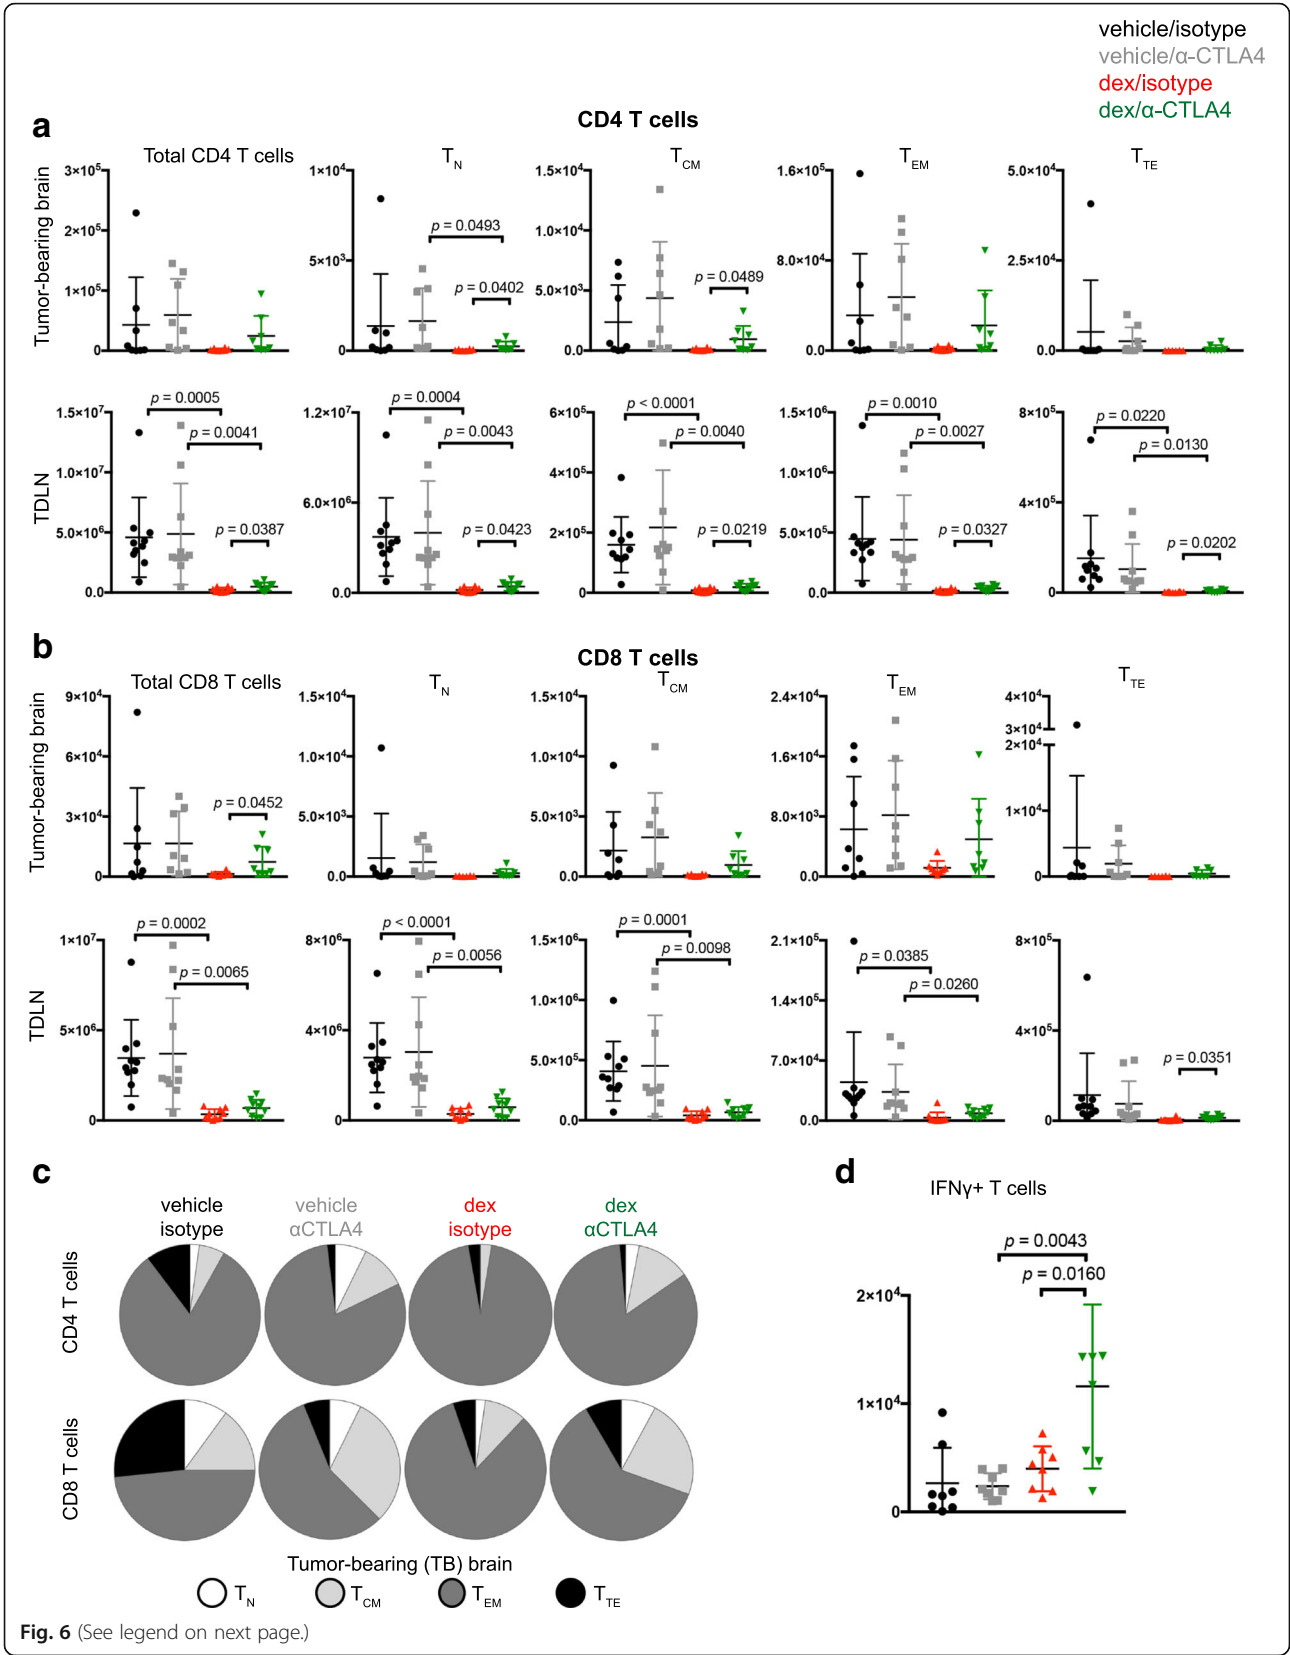 vehicle/isotype
vehicle/α-CTLA4
dex/isotype
dex/α-CTLA4
a
CD4 T cells
Total CD4 T cells
T_N
T_CM
T_EM
T_TE
Tumor-bearing brain
3×10⁵
2×10⁵
1×10⁵
0
1×10⁴
5×10³
0
p = 0.0493
p = 0.0402
1.5×10⁴
1.0×10⁴
5.0×10³
0.0
p = 0.0489
1.6×10⁵
8.0×10⁴
0.0
5.0×10⁴
2.5×10⁴
0.0
TDLN
1.5×10⁷
1.0×10⁷
5.0×10⁶
0.0
p = 0.0005
p = 0.0041
p = 0.0387
1.2×10⁷
6.0×10⁶
0.0
p = 0.0004
p = 0.0043
p = 0.0423
6×10⁵
4×10⁵
2×10⁵
0
p < 0.0001
p = 0.0040
p = 0.0219
1.5×10⁶
1.0×10⁶
5.0×10⁵
0.0
p = 0.0010
p = 0.0027
p = 0.0327
8×10⁵
4×10⁵
0
p = 0.0220
p = 0.0130
p = 0.0202
b
CD8 T cells
Total CD8 T cells
T_N
T_CM
T_EM
T_TE
Tumor-bearing brain
9×10⁴
6×10⁴
3×10⁴
0
p = 0.0452
1.5×10⁴
1.0×10⁴
5.0×10³
0.0
1.5×10⁴
1.0×10⁴
5.0×10³
0.0
2.4×10⁴
1.6×10⁴
8.0×10³
0.0
4×10⁴
3×10⁴
2×10⁴
1×10⁴
0
TDLN
1×10⁷
5×10⁶
0
p = 0.0002
p = 0.0065
8×10⁶
4×10⁶
0
p < 0.0001
p = 0.0056
1.5×10⁶
1.0×10⁶
5.0×10⁵
0.0
p = 0.0001
p = 0.0098
2.1×10⁵
1.4×10⁵
7.0×10⁴
0.0
p = 0.0385
p = 0.0260
8×10⁵
4×10⁵
0
p = 0.0351
c
vehicle
isotype
vehicle
αCTLA4
dex
isotype
dex
αCTLA4
CD4 T cells
CD8 T cells
Tumor-bearing (TB) brain
T_N
T_CM
T_EM
T_TE
d
IFNγ+ T cells
p = 0.0043
p = 0.0160
2×10⁴
1×10⁴
0
Fig. 6 (See legend on next page.)